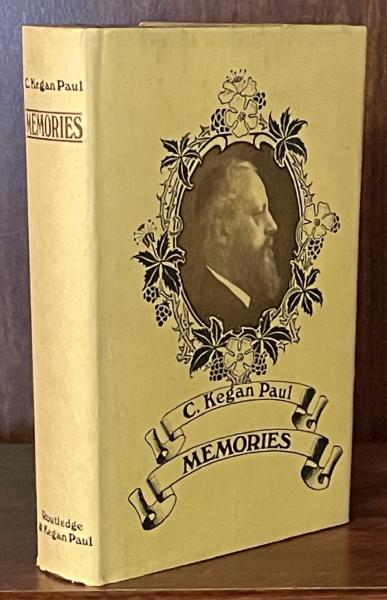 C. Kegan Paul
MEMORIES
Routledge
& Kegan Paul
C. Kegan Paul
MEMORIES